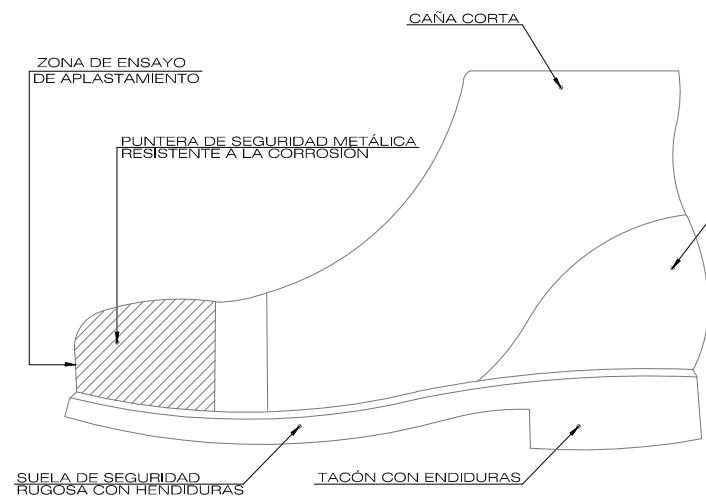 CAÑA CORTA
ZONA DE ENSAYO
DE APLASTAMIENTO
PUNTERA DE SEGURIDAD METÁLICA
RESISTENTE A LA CORROSIÓN
SUELA DE SEGURIDAD
RUGOSA CON HENDIDURAS
TACÓN CON ENDIDURAS